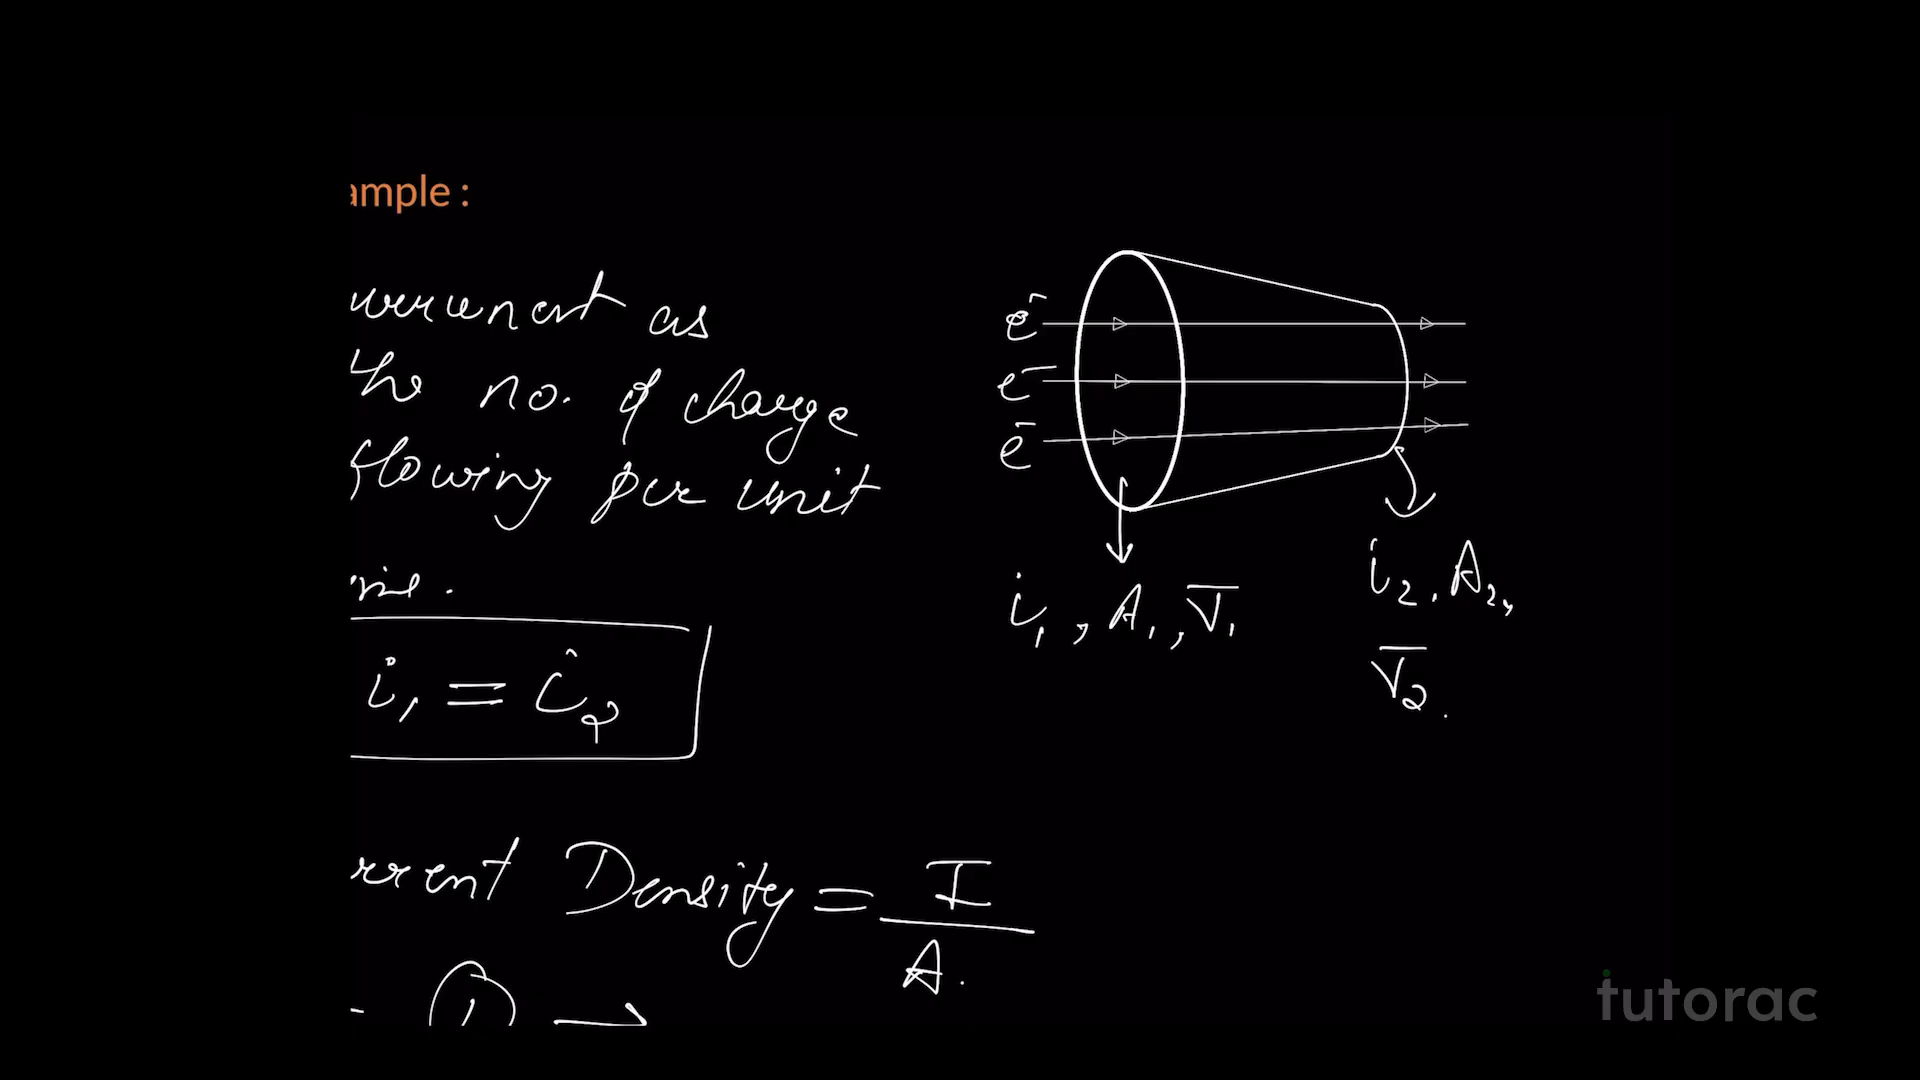 ample :
as
the no. of charge
flowing per unit
i₁ = i₂
rrent Density = I
A.
①
e⁻
e⁻
e⁻
i₁, A₁, V̅₁
i₂, A₂,
V̅₂.
tutorac